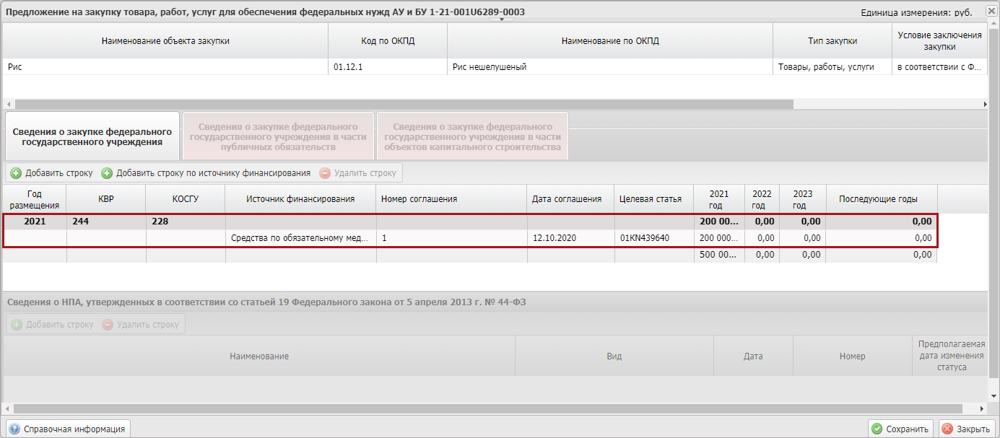 Предложение на закупку товара, работ, услуг для обеспечения федеральных нужд АУ и БУ 1-21-001U6289-0003
Единица измерения: руб.
Наименование объекта закупки Код по ОКПД Наименование по ОКПД Тип закупки Условие заключения закупки
Рис 01.12.1 Рис нешелушеный Товары, работы, услуги в соответствии с Ф...
Сведения о закупке федерального
государственного учреждения
Сведения о закупке федерального
государственного учреждения в части
публичных обязательств
Сведения о закупке федерального
государственного учреждения в части
объектов капитального строительства
Добавить строку Добавить строку по источнику финансирования Удалить строку
Год размещения КВР КОСГУ Источник финансирования Номер соглашения Дата соглашения Целевая статья 2021 год 2022 год 2023 год Последующие годы
2021 244 228 200 00... 0,00 0,00 0,00
Средства по обязательному мед... 1 12.10.2020 01KN439640 200 000... 0,00 0,00 0,00
500 00... 0,00 0,00 0,00
Сведения о НПА, утвержденных в соответствии со статьей 19 Федерального закона от 5 апреля 2013 г. № 44-ФЗ
Добавить строку Удалить строку
Наименование Вид Дата Номер Предполагаемая дата изменения статуса
Справочная информация Сохранить Закрыть